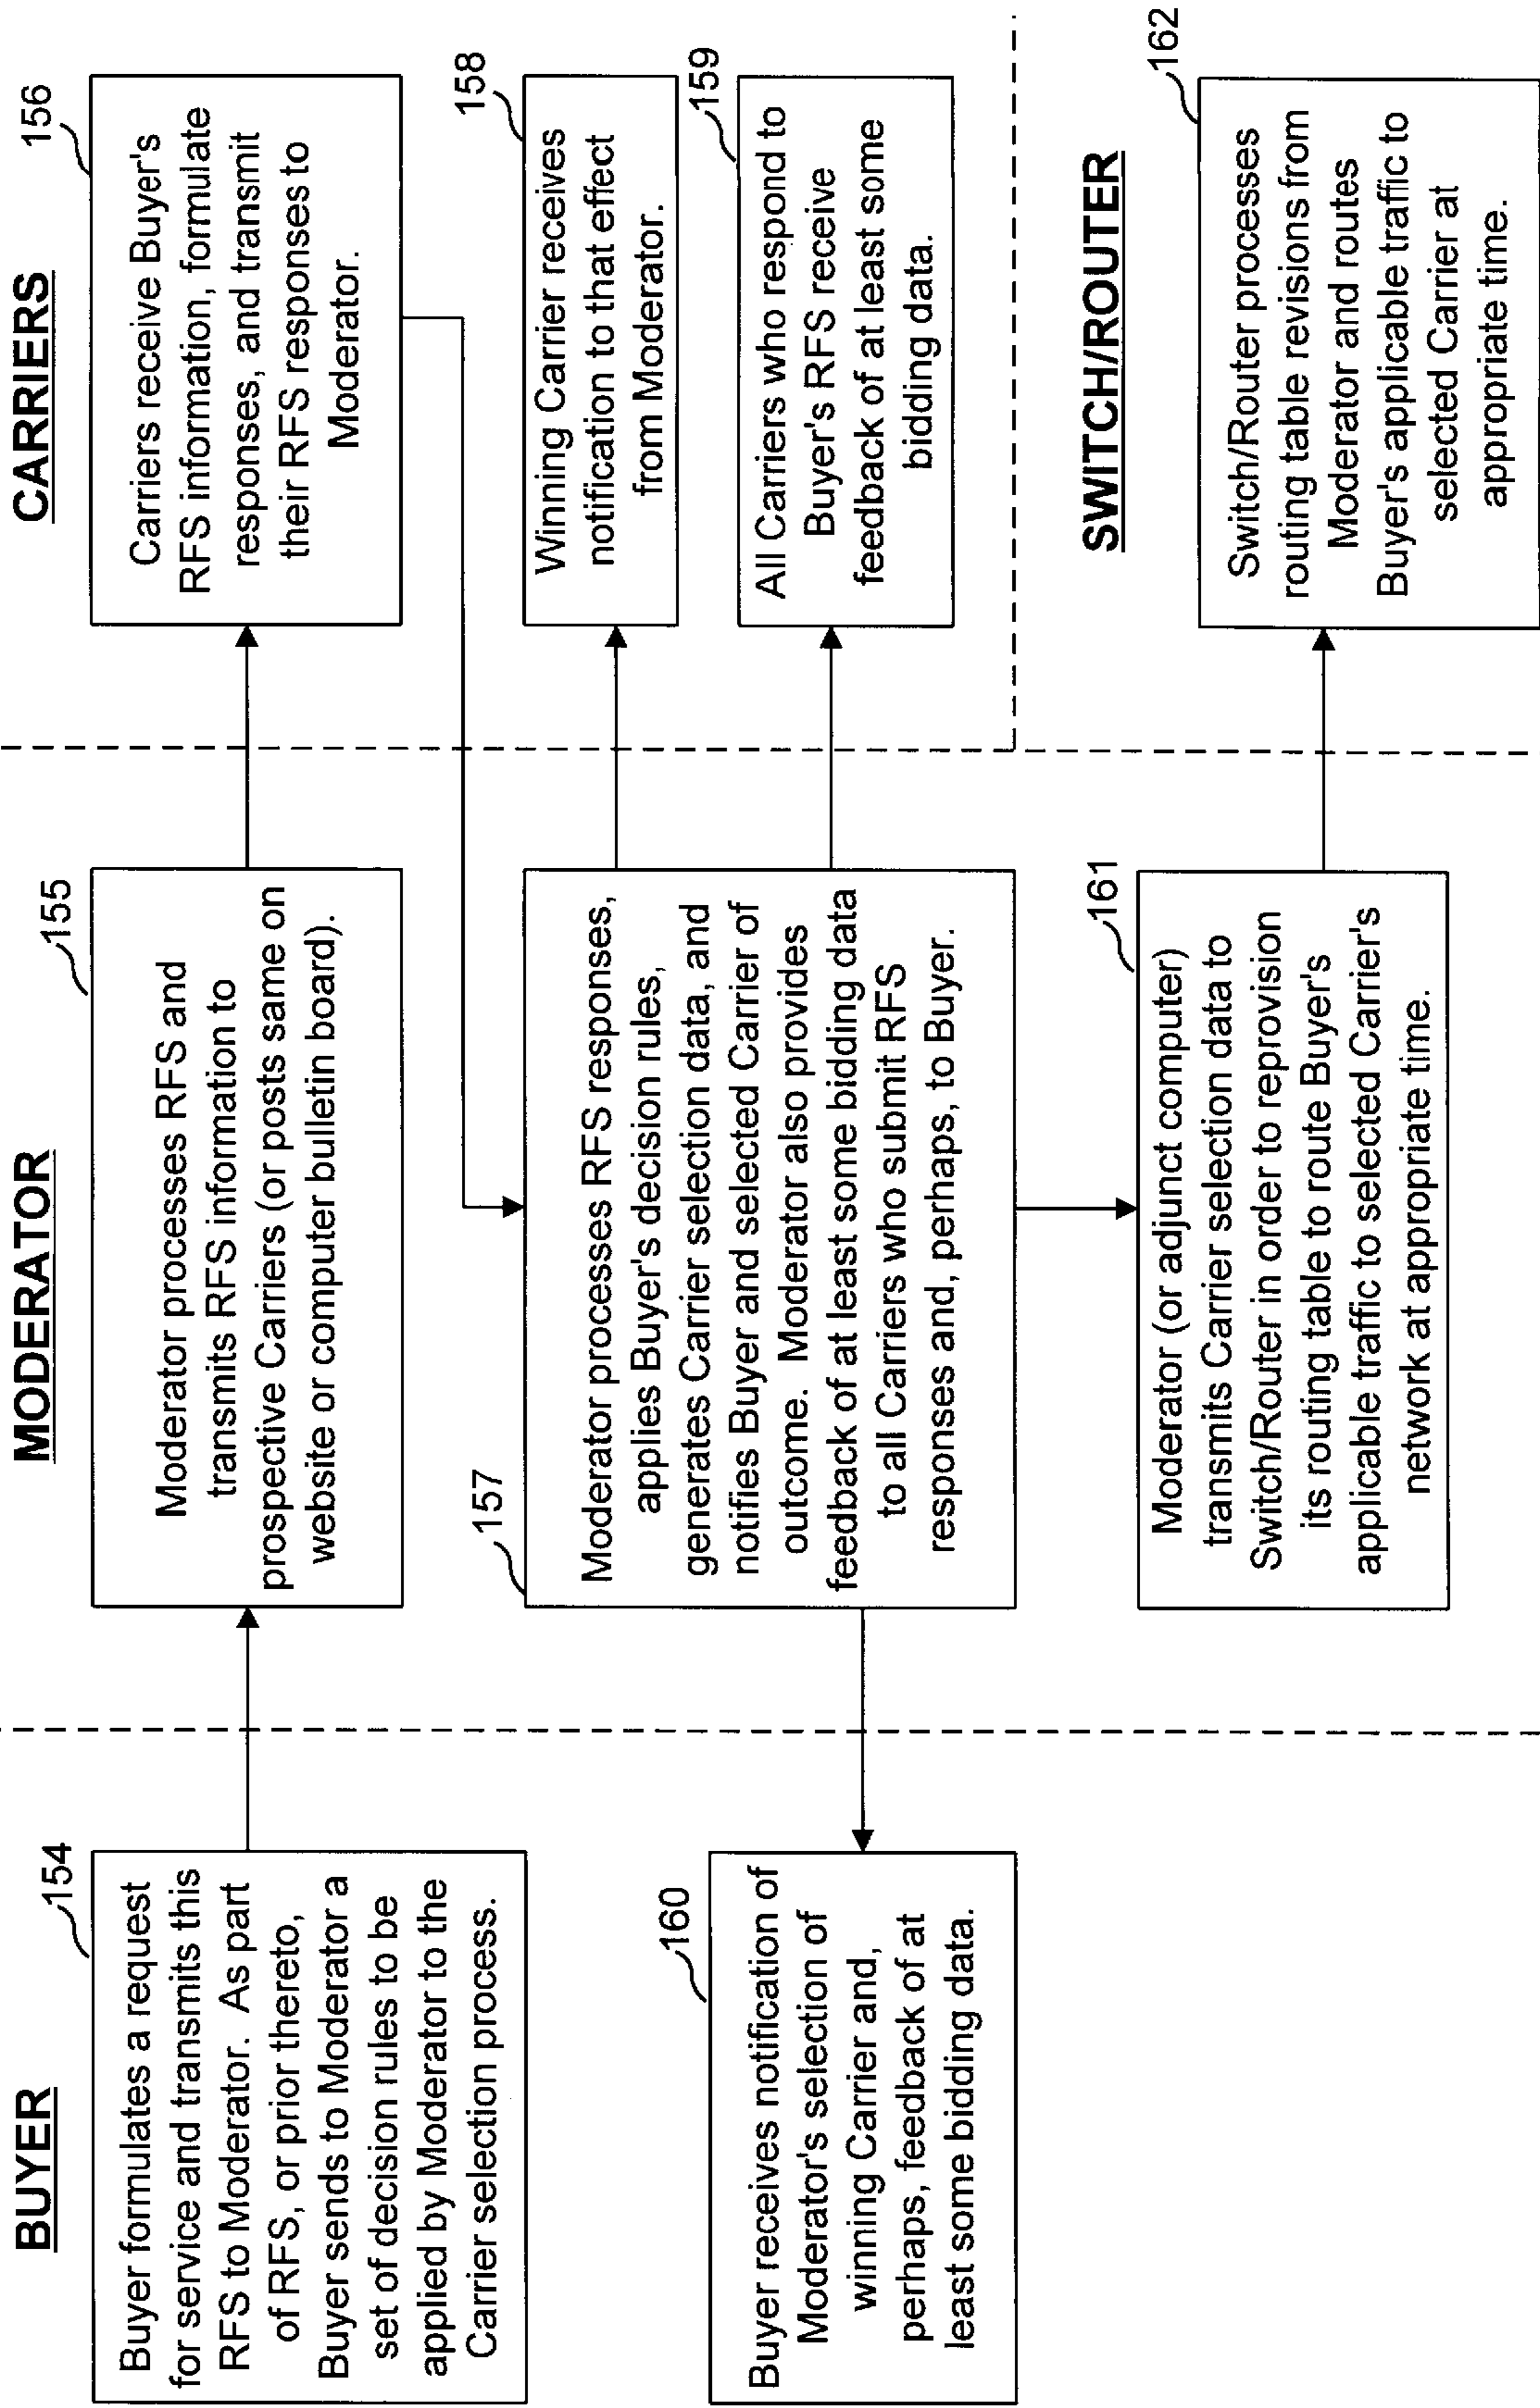 BUYER
154
Buyer formulates a request
for service and transmits this
RFS to Moderator. As part
of RFS, or prior thereto,
Buyer sends to Moderator a
set of decision rules to be
applied by Moderator to the
Carrier selection process.
160
Buyer receives notification of
Moderator's selection of
winning Carrier and,
perhaps, feedback of at
least some bidding data.
MODERATOR
155
Moderator processes RFS and
transmits RFS information to
prospective Carriers (or posts same on
website or computer bulletin board).
157
Moderator processes RFS responses,
applies Buyer's decision rules,
generates Carrier selection data, and
notifies Buyer and selected Carrier of
outcome. Moderator also provides
feedback of at least some bidding data
to all Carriers who submit RFS
responses and, perhaps, to Buyer.
161
Moderator (or adjunct computer)
transmits Carrier selection data to
Switch/Router in order to reprovision
its routing table to route Buyer's
applicable traffic to selected Carrier's
network at appropriate time.
CARRIERS
156
Carriers receive Buyer's
RFS information, formulate
responses, and transmit
their RFS responses to
Moderator.
158
Winning Carrier receives
notification to that effect
from Moderator.
159
All Carriers who respond to
Buyer's RFS receive
feedback of at least some
bidding data.
SWITCH/ROUTER
162
Switch/Router processes
routing table revisions from
Moderator and routes
Buyer's applicable traffic to
selected Carrier at
appropriate time.